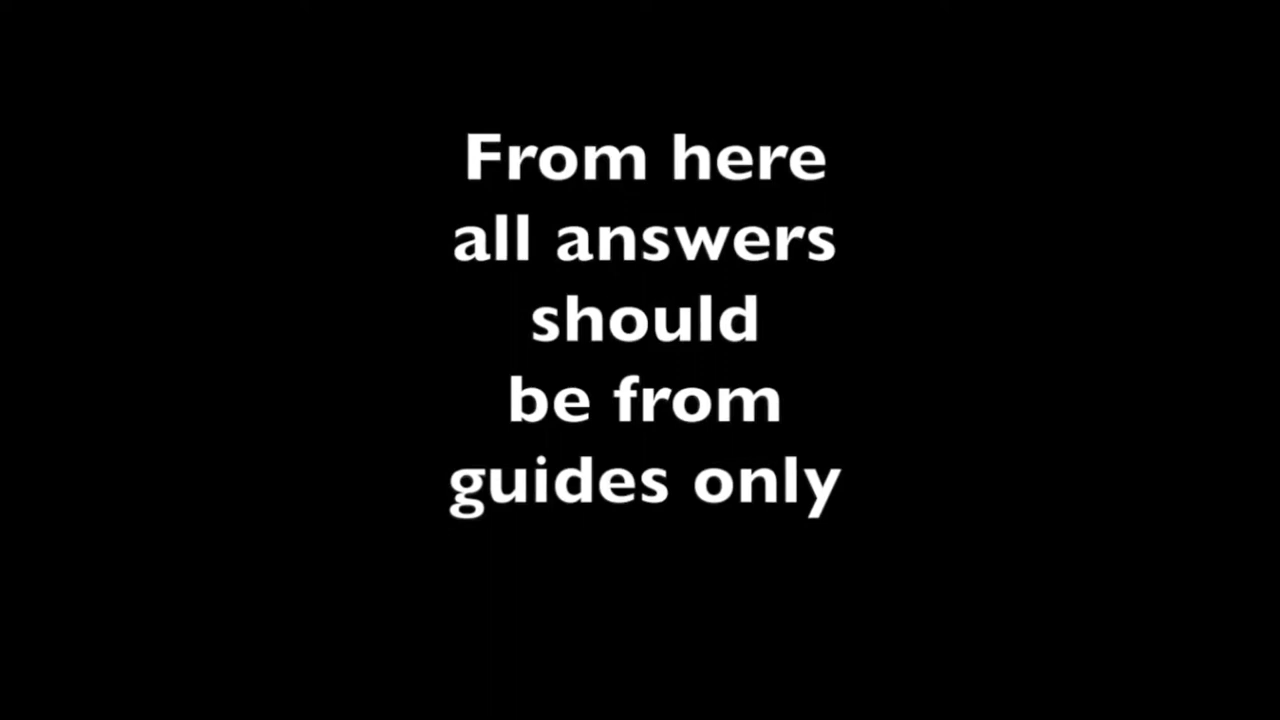 From here
all answers
should
be from
guides only